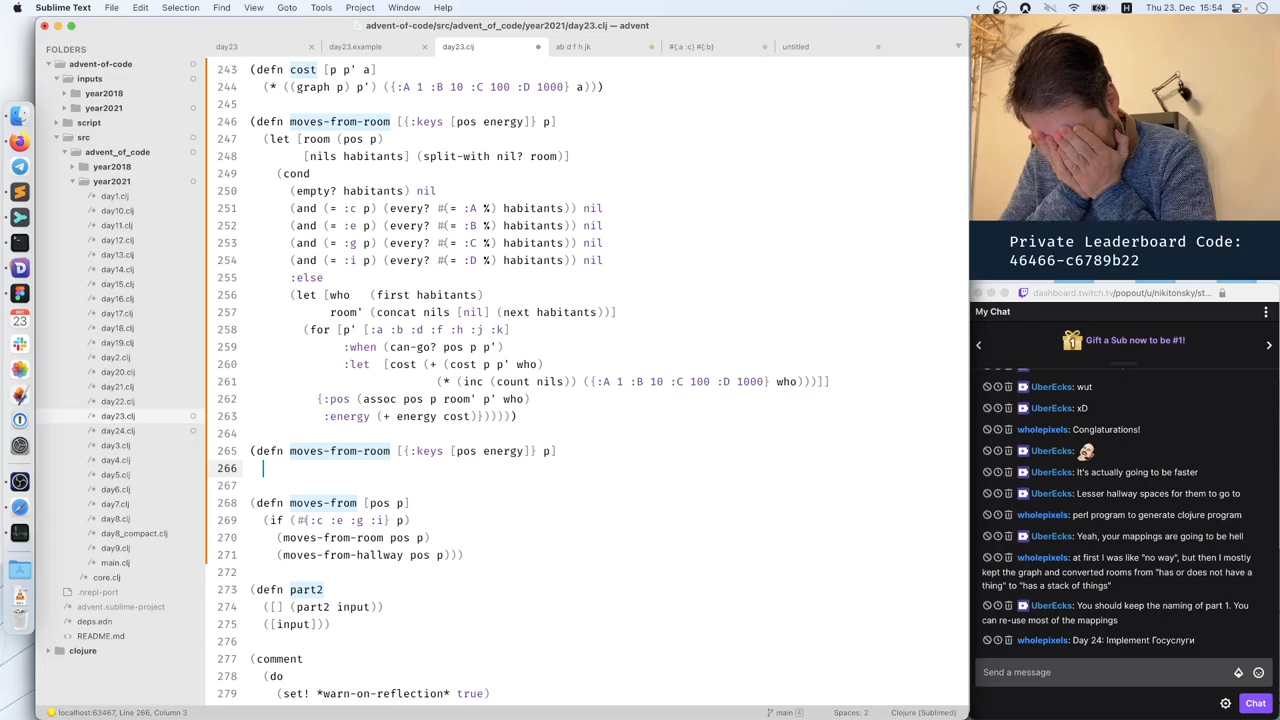 Sublime Text File Edit Selection Find View Goto Tools Project Window Help
Thu 23. Dec 15:54
advent-of-code/src/advent_of_code/year2021/day23.clj — advent
FOLDERS
advent-of-code
inputs
year2018
year2021
script
src
advent_of_code
year2018
year2021
day1.clj
day10.clj
day11.clj
day12.clj
day13.clj
day14.clj
day15.clj
day16.clj
day17.clj
day18.clj
day19.clj
day2.clj
day20.clj
day21.clj
day22.clj
day23.clj
day24.clj
day3.clj
day4.clj
day5.clj
day6.clj
day7.clj
day8.clj
day8_compact.clj
day9.clj
main.clj
core.clj
.nrepl-port
advent.sublime-project
deps.edn
README.md
clojure
day23 day23.example day23.clj ab d f h jk #{:a :c} #{:b} untitled
243 (defn cost [p p' a]
244 (* ((graph p) p') ({:A 1 :B 10 :C 100 :D 1000} a)))
245
246 (defn moves-from-room [{:keys [pos energy]} p]
247 (let [room (pos p)
248 [nils habitants] (split-with nil? room)]
249 (cond
250 (empty? habitants) nil
251 (and (= :c p) (every? #(= :A %) habitants)) nil
252 (and (= :e p) (every? #(= :B %) habitants)) nil
253 (and (= :g p) (every? #(= :C %) habitants)) nil
254 (and (= :i p) (every? #(= :D %) habitants)) nil
255 :else
256 (let [who (first habitants)
257 room' (concat nils [nil] (next habitants))]
258 (for [p' [:a :b :d :f :h :j :k]
259 :when (can-go? pos p p')
260 :let [cost (+ (cost p p' who)
261 (* (inc (count nils)) ({:A 1 :B 10 :C 100 :D 1000} who)))]]
262 {:pos (assoc pos p room' p' who)
263 :energy (+ energy cost)})))))
264
265 (defn moves-from-room [{:keys [pos energy]} p]
266
267
268 (defn moves-from [pos p]
269 (if (#{:c :e :g :i} p)
270 (moves-from-room pos p)
271 (moves-from-hallway pos p)))
272
273 (defn part2
274 ([] (part2 input))
275 ([input]))
276
277 (comment
278 (do
279 (set! *warn-on-reflection* true)
localhost:63467, Line 266, Column 3
main 4
Spaces: 2
Clojure (Sublimed)
Private Leaderboard Code:
46466-c6789b22
dashboard.twitch.tv/popout/u/nikitonsky/st...
My Chat
Gift a Sub now to be #1!
UberEcks: wut
UberEcks: xD
wholepixels: Conglaturations!
UberEcks:
UberEcks: It's actually going to be faster
UberEcks: Lesser hallway spaces for them to go to
wholepixels: perl program to generate clojure program
UberEcks: Yeah, your mappings are going to be hell
wholepixels: at first I was like "no way", but then I mostly
kept the graph and converted rooms from "has or does not have a
thing" to "has a stack of things"
UberEcks: You should keep the naming of part 1. You
can re-use most of the mappings
wholepixels: Day 24: Implement Госуслуги
Send a message
Chat